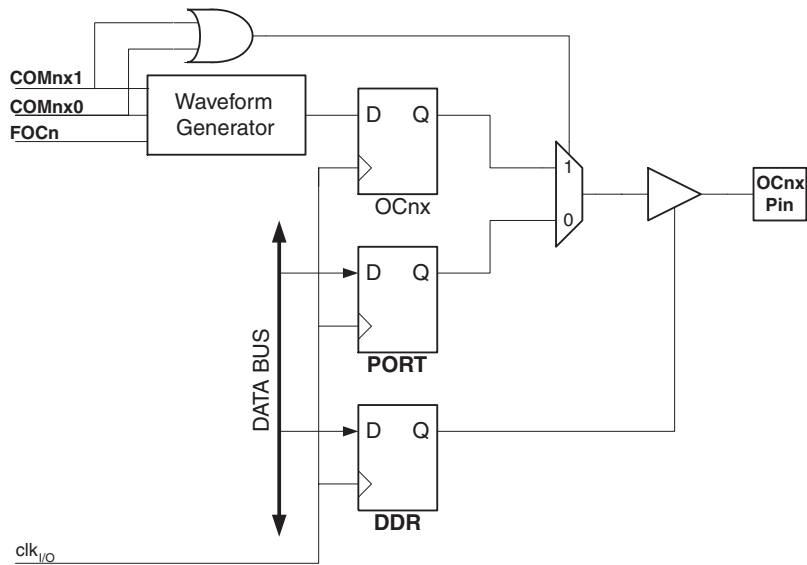 COMnx1
COMnx0
FOCn
Waveform
Generator
D Q
OCnx
1
0
OCnx
Pin
D Q
PORT
DATA BUS
D Q
DDR
clkI/O